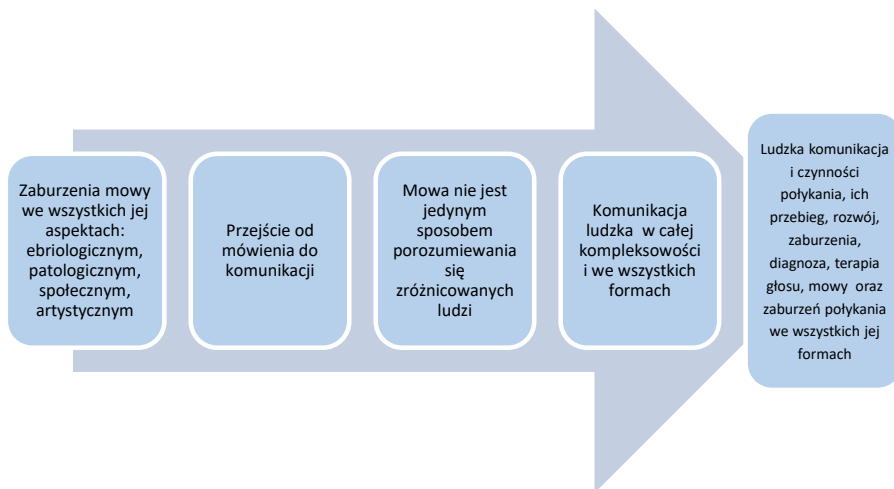 Zaburzenia mowy
we wszystkich jej
aspektach:
ebriologicznym,
patologicznym,
społecznym,
artystycznym
Przejście od
mówienia do
komunikacji
Mowa nie jest
jedynym
sposobem
porozumiewania
się
zróżnicowanych
ludzi
Komunikacja
ludzka w całej
kompleksowości
i we wszystkich
formach
Ludzka komunikacja
i czynności
połykania, ich
przebieg, rozwój,
zaburzenia,
diagnoza, terapia
głosu, mowy oraz
zaburzeń połykania
we wszystkich jej
formach